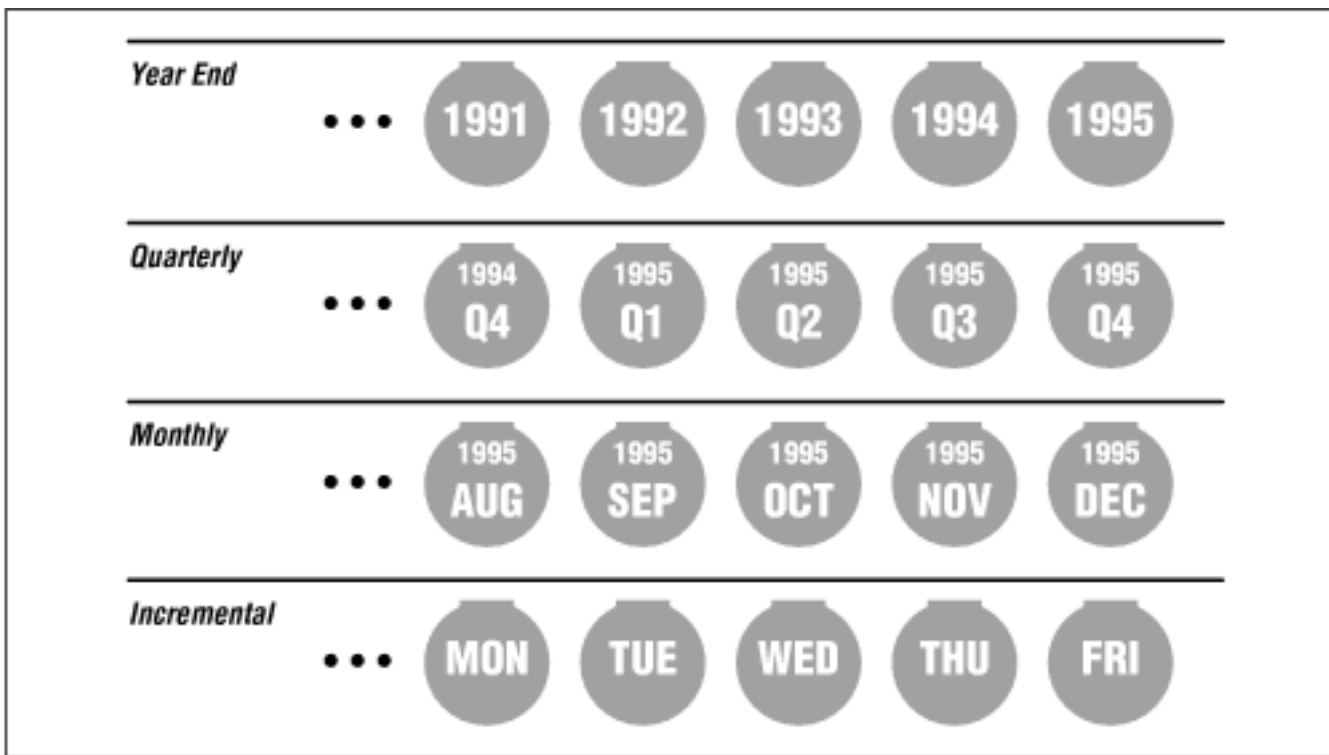 Year End
••• 1991 1992 1993 1994 1995
Quarterly
1994 1995 1995 1995 1995
••• Q4 Q1 Q2 Q3 Q4
Monthly
1995 1995 1995 1995 1995
••• AUG SEP OCT NOV DEC
Incremental
••• MON TUE WED THU FRI